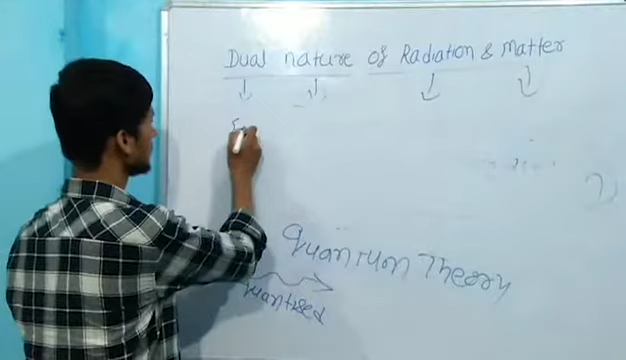 Dual nature of Radiation & Matter
Quantum Theory
quantised